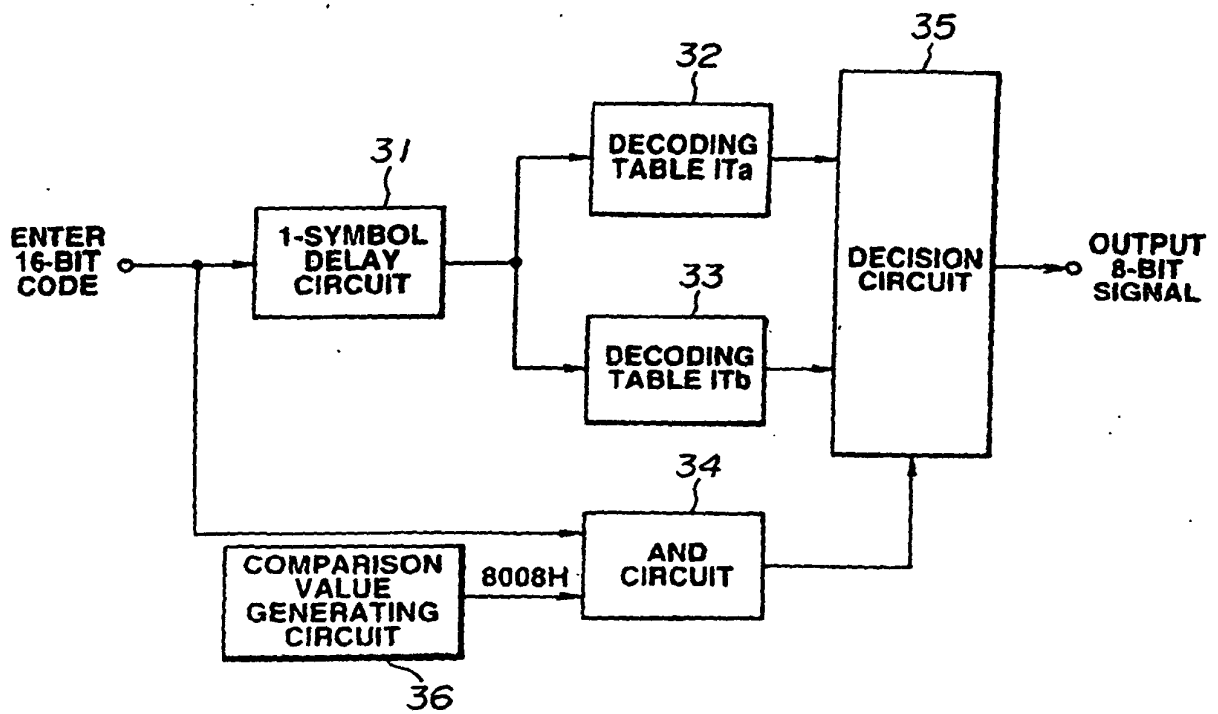 35
32
DECODING
TABLE ITa
31
ENTER
16-BIT
CODE
1-SYMBOL
DELAY
CIRCUIT
DECISION
CIRCUIT
OUTPUT
8-BIT
SIGNAL
33
DECODING
TABLE ITb
34
AND
CIRCUIT
COMPARISON
VALUE
GENERATING
CIRCUIT
8008H
36